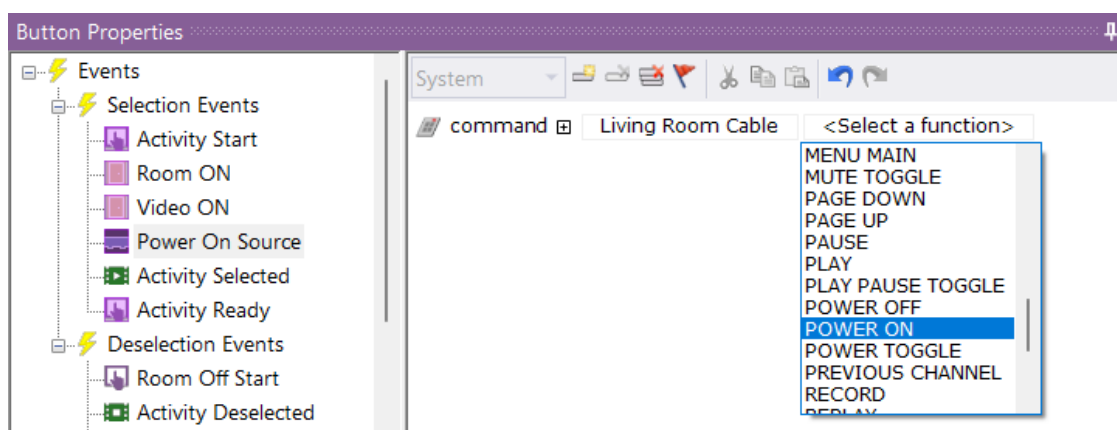 Button Properties
Events
Selection Events
Activity Start
Room ON
Video ON
Power On Source
Activity Selected
Activity Ready
Deselection Events
Room Off Start
Activity Deselected
System
command Living Room Cable <Select a function>
MENU MAIN
MUTE TOGGLE
PAGE DOWN
PAGE UP
PAUSE
PLAY
PLAY PAUSE TOGGLE
POWER OFF
POWER ON
POWER TOGGLE
PREVIOUS CHANNEL
RECORD
REPLAY